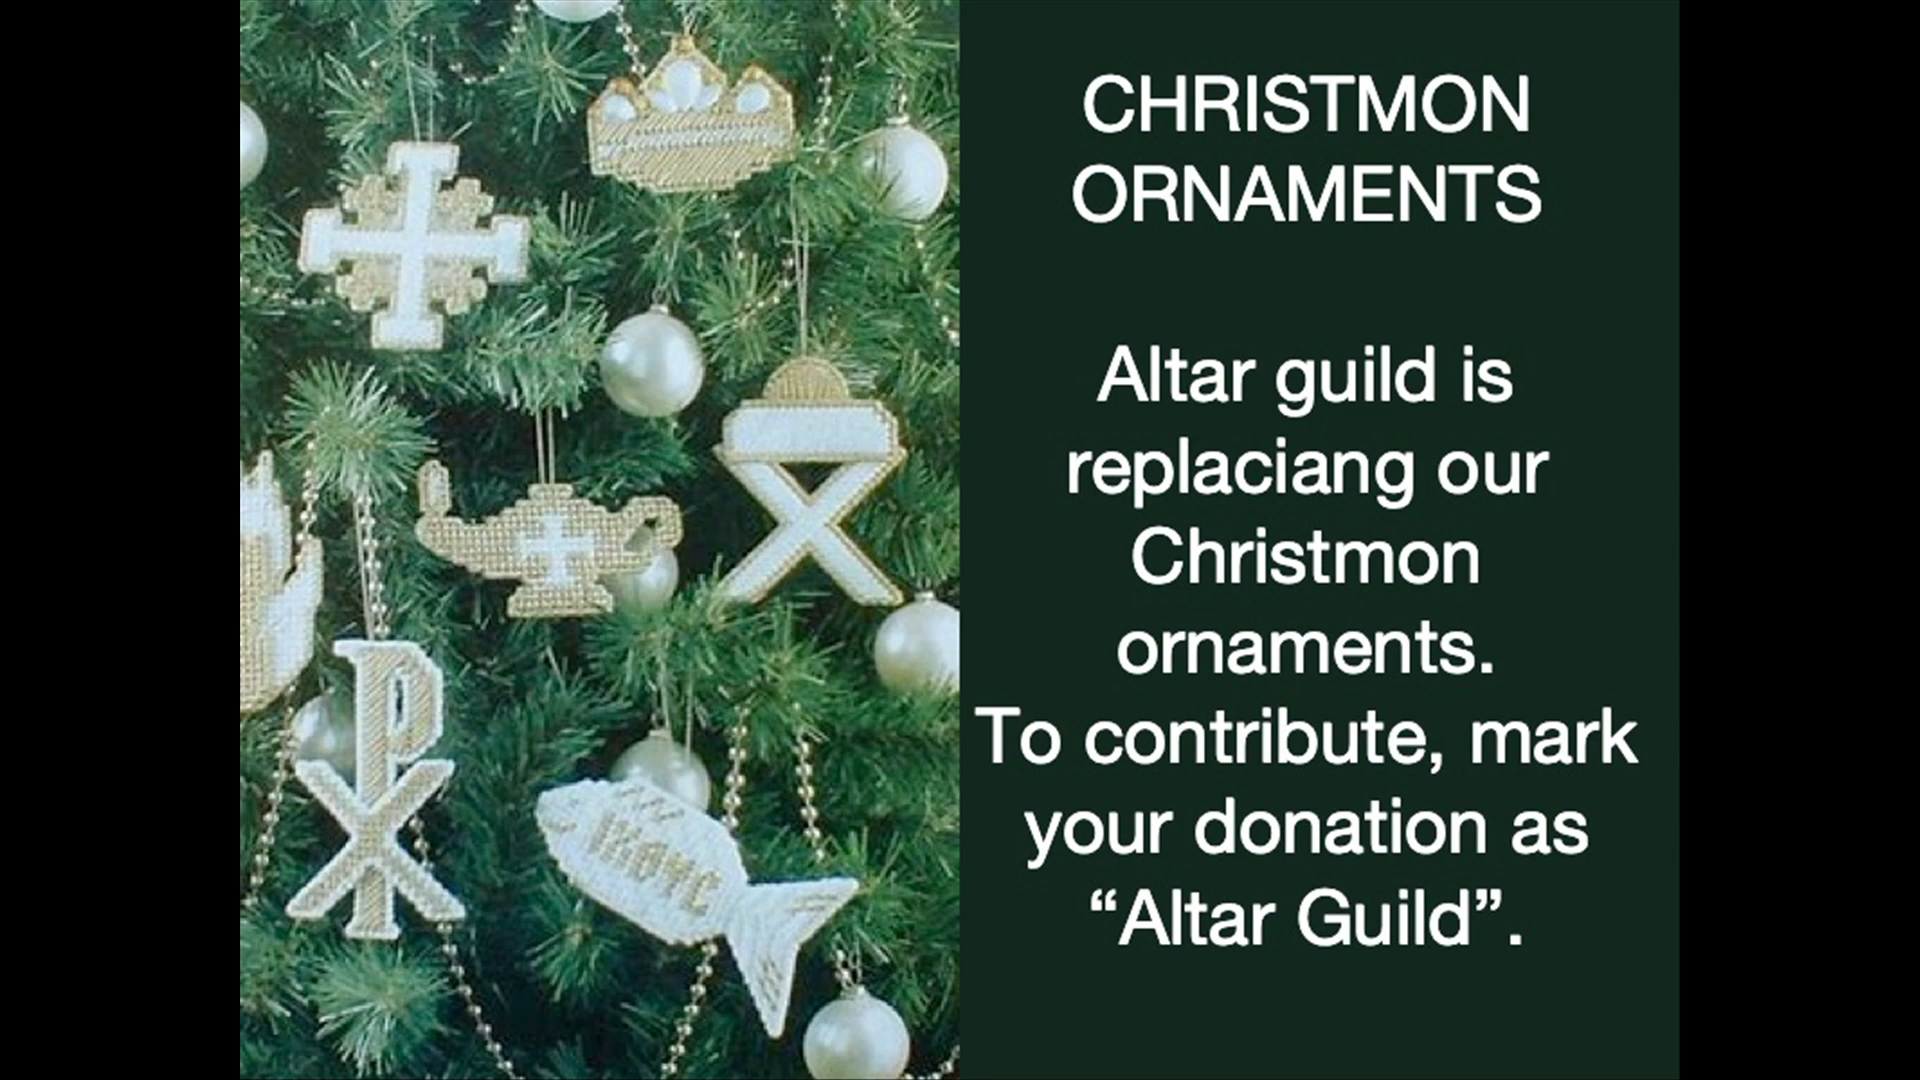 CHRISTMON
ORNAMENTS
Altar guild is
replaciang our
Christmon
ornaments.
To contribute, mark
your donation as
“Altar Guild”.